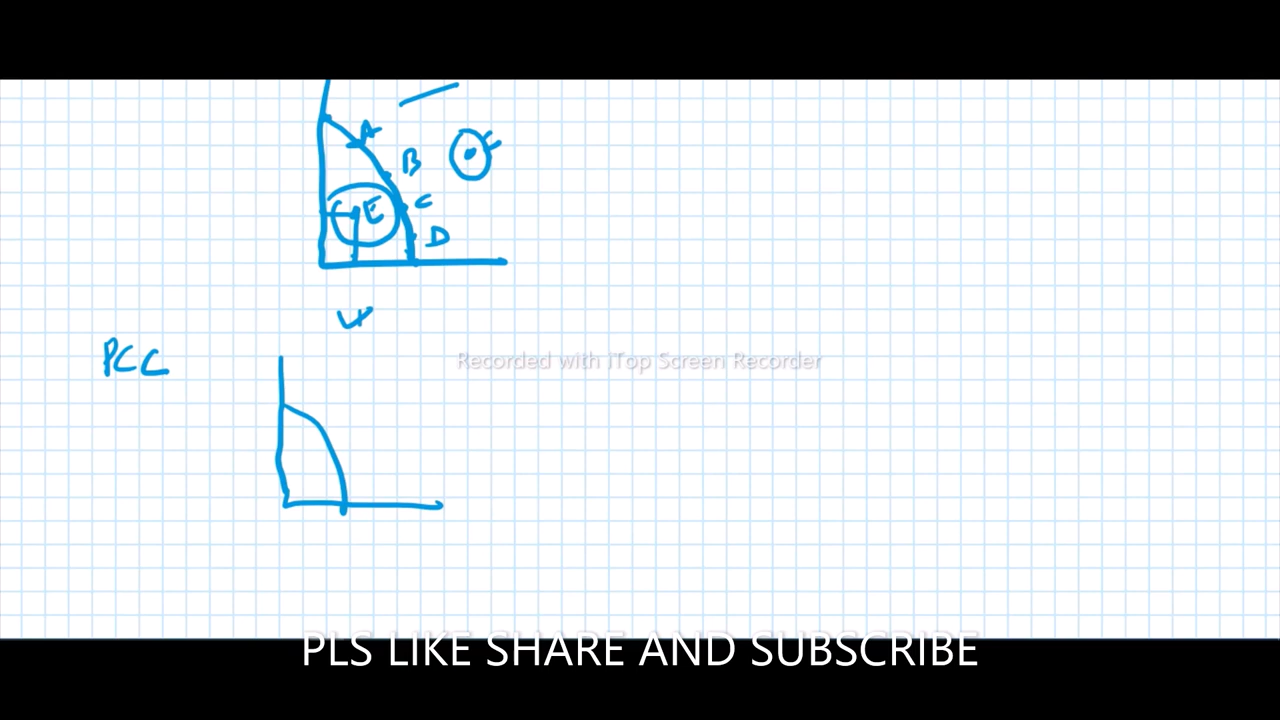 A
B
F
C
E
D
PCC
Recorded with iTop Screen Recorder
PLS LIKE SHARE AND SUBSCRIBE